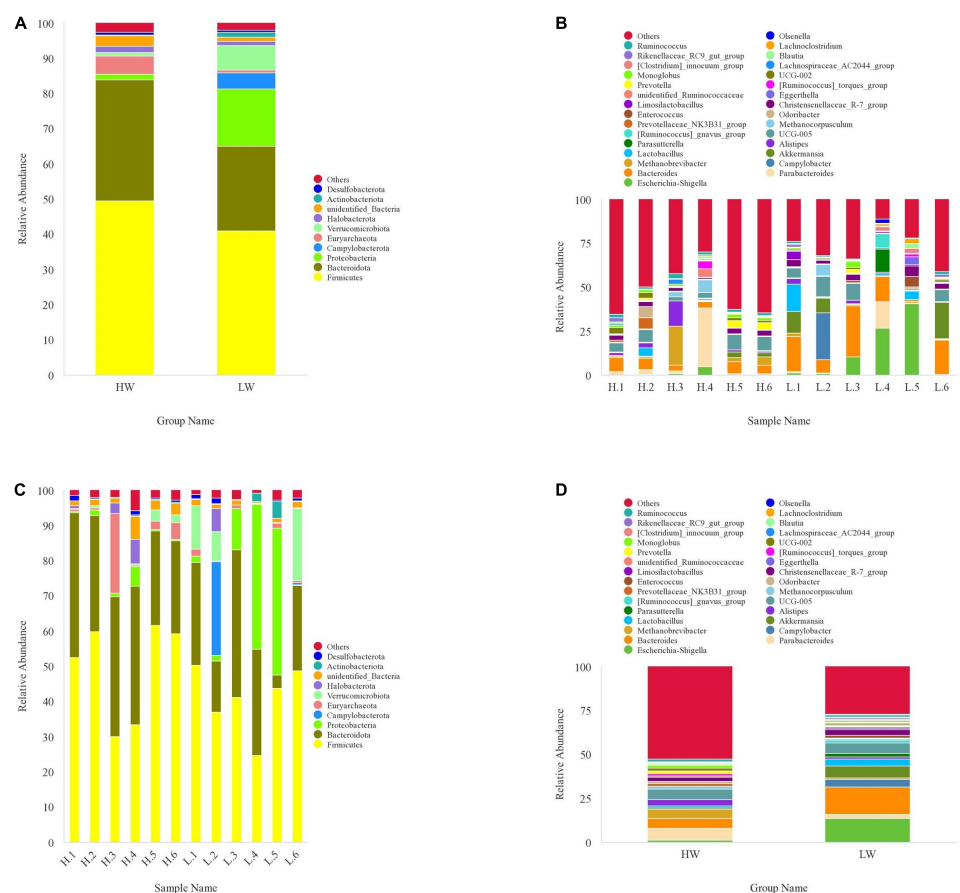 A
100
90
80
70
60
50
40
30
20
10
0
Relative Abundance
HW
LW
Group Name
Others
Desulfobacterota
Actinobacteriota
unidentified_Bacteria
Halobacterota
Verrucomicrobiota
Euryarchaeota
Campylobacterota
Proteobacteria
Bacteroidota
Firmicutes
B
Others
Ruminococcus
Rikenellaceae_RC9_gut_group
[Clostridium]_innocuum_group
Monoglobus
Prevotella
unidentified_Ruminococcaceae
Limosilactobacillus
Enterococcus
Prevotellaceae_NK3B31_group
[Ruminococcus]_gnavus_group
Parasutterella
Lactobacillus
Methanobrevibacter
Bacteroides
Escherichia-Shigella
Olsenella
Lachnoclostridium
Blautia
Lachnospiraceae_AC2044_group
UCG-002
[Ruminococcus]_torques_group
Eggerthella
Christensenellaceae_R-7_group
Odoribacter
Methanocorpusculum
UCG-005
Alistipes
Akkermansia
Campylobacter
Parabacteroides
100
75
50
25
0
Relative Abundance
H.1
H.2
H.3
H.4
H.5
H.6
L.1
L.2
L.3
L.4
L.5
L.6
Sample Name
C
100
90
80
70
60
50
40
30
20
10
0
Relative Abundance
H.1
H.2
H.3
H.4
H.5
H.6
L.1
L.2
L.3
L.4
L.5
L.6
Sample Name
Others
Desulfobacterota
Actinobacteriota
unidentified_Bacteria
Halobacterota
Verrucomicrobiota
Euryarchaeota
Campylobacterota
Proteobacteria
Bacteroidota
Firmicutes
D
Others
Ruminococcus
Rikenellaceae_RC9_gut_group
[Clostridium]_innocuum_group
Monoglobus
Prevotella
unidentified_Ruminococcaceae
Limosilactobacillus
Enterococcus
Prevotellaceae_NK3B31_group
[Ruminococcus]_gnavus_group
Parasutterella
Lactobacillus
Methanobrevibacter
Bacteroides
Escherichia-Shigella
Olsenella
Lachnoclostridium
Blautia
Lachnospiraceae_AC2044_group
UCG-002
[Ruminococcus]_torques_group
Eggerthella
Christensenellaceae_R-7_group
Odoribacter
Methanocorpusculum
UCG-005
Alistipes
Akkermansia
Campylobacter
Parabacteroides
100
75
50
25
0
Relative Abundance
HW
LW
Group Name